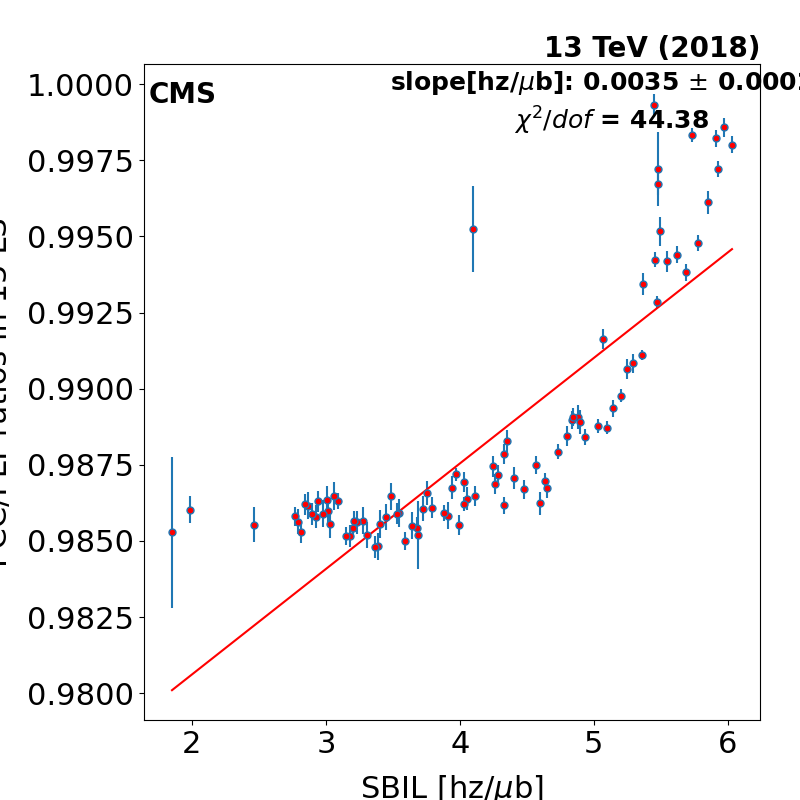 13 TeV (2018)
CMS
slope[hz/μb]: 0.0035 ± 0.000
χ²/dof = 44.38
1.0000
0.9975
0.9950
0.9925
0.9900
0.9875
0.9850
0.9825
0.9800
2 3 4 5 6
SBIL [hz/μb]